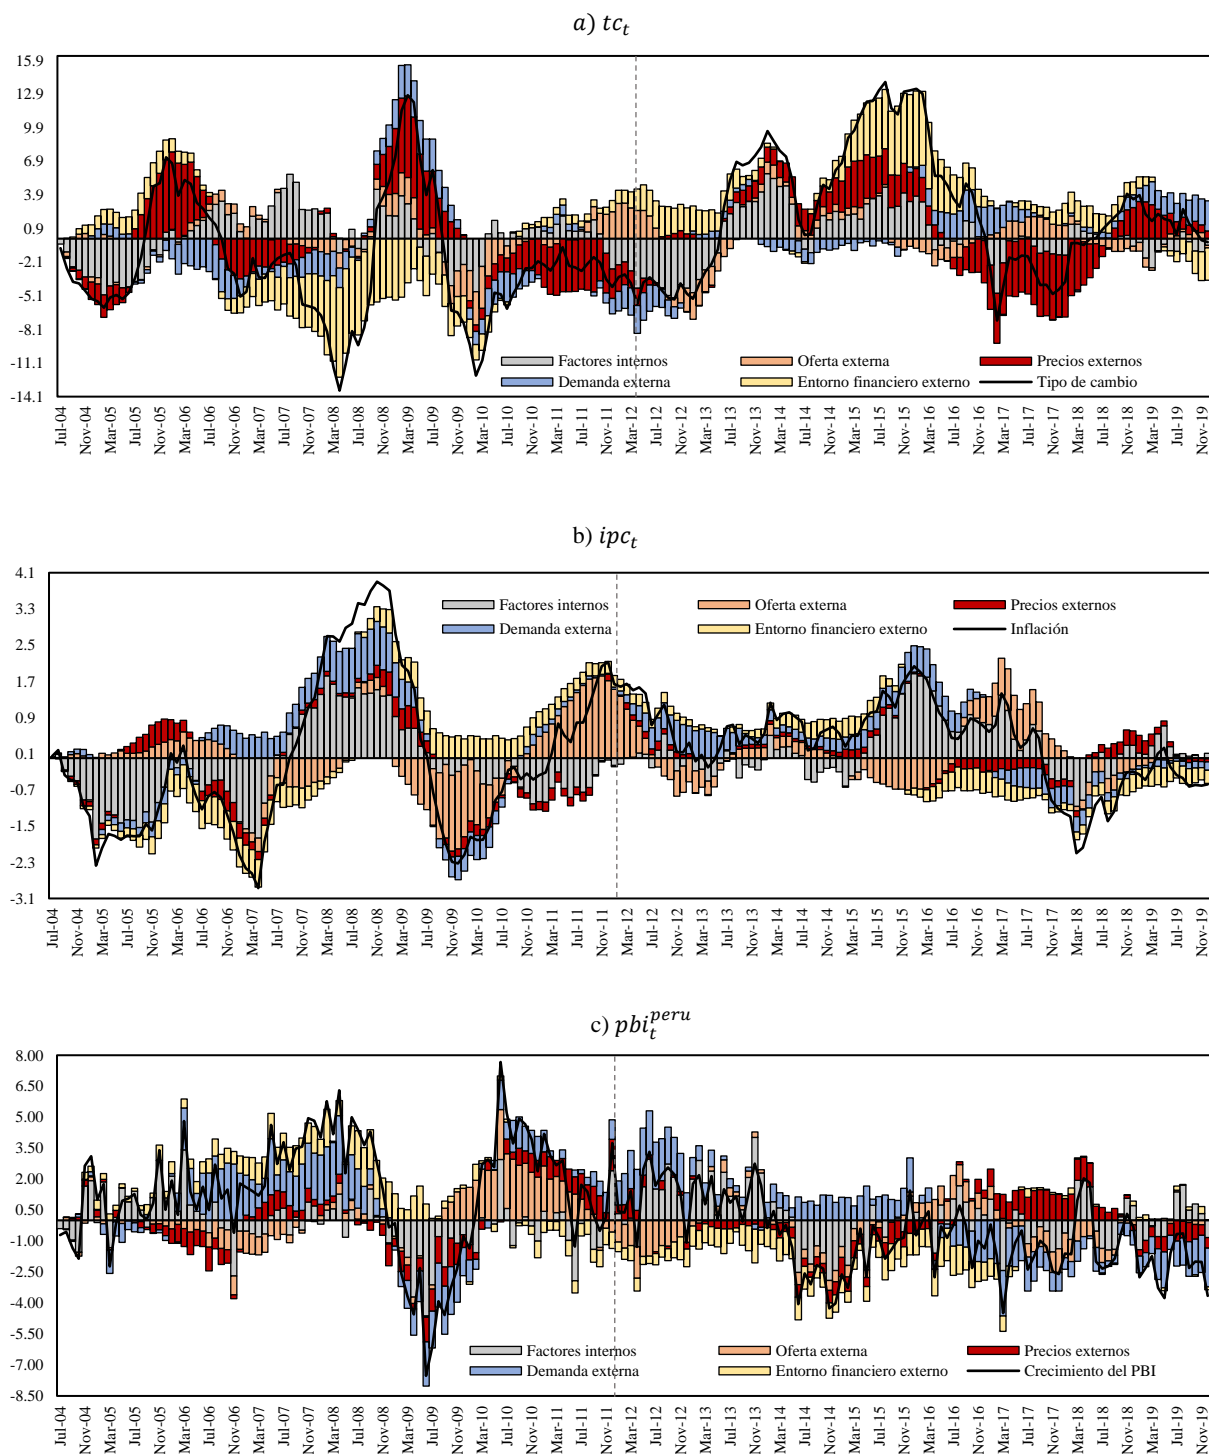 a) tc_t
15.9
12.9
9.9
6.9
3.9
0.9
-2.1
-5.1
-8.1
-11.1
-14.1
Factores internos Oferta externa Precios externos
Demanda externa Entorno financiero externo Tipo de cambio
Jul-04 Nov-04 Mar-05 Jul-05 Nov-05 Mar-06 Jul-06 Nov-06 Mar-07 Jul-07 Nov-07 Mar-08 Jul-08 Nov-08 Mar-09 Jul-09 Nov-09 Mar-10 Jul-10 Nov-10 Mar-11 Jul-11 Nov-11 Mar-12 Jul-12 Nov-12 Mar-13 Jul-13 Nov-13 Mar-14 Jul-14 Nov-14 Mar-15 Jul-15 Nov-15 Mar-16 Jul-16 Nov-16 Mar-17 Jul-17 Nov-17 Mar-18 Jul-18 Nov-18 Mar-19 Jul-19 Nov-19
b) ipc_t
4.1
3.3
2.5
1.7
0.9
0.1
-0.7
-1.5
-2.3
-3.1
Factores internos Oferta externa Precios externos
Demanda externa Entorno financiero externo Inflación
Jul-04 Nov-04 Mar-05 Jul-05 Nov-05 Mar-06 Jul-06 Nov-06 Mar-07 Jul-07 Nov-07 Mar-08 Jul-08 Nov-08 Mar-09 Jul-09 Nov-09 Mar-10 Jul-10 Nov-10 Mar-11 Jul-11 Nov-11 Mar-12 Jul-12 Nov-12 Mar-13 Jul-13 Nov-13 Mar-14 Jul-14 Nov-14 Mar-15 Jul-15 Nov-15 Mar-16 Jul-16 Nov-16 Mar-17 Jul-17 Nov-17 Mar-18 Jul-18 Nov-18 Mar-19 Jul-19 Nov-19
c) pbi_t^peru
8.00
6.50
5.00
3.50
2.00
0.50
-1.00
-2.50
-4.00
-5.50
-7.00
-8.50
Factores internos Oferta externa Precios externos
Demanda externa Entorno financiero externo Crecimiento del PBI
Jul-04 Nov-04 Mar-05 Jul-05 Nov-05 Mar-06 Jul-06 Nov-06 Mar-07 Jul-07 Nov-07 Mar-08 Jul-08 Nov-08 Mar-09 Jul-09 Nov-09 Mar-10 Jul-10 Nov-10 Mar-11 Jul-11 Nov-11 Mar-12 Jul-12 Nov-12 Mar-13 Jul-13 Nov-13 Mar-14 Jul-14 Nov-14 Mar-15 Jul-15 Nov-15 Mar-16 Jul-16 Nov-16 Mar-17 Jul-17 Nov-17 Mar-18 Jul-18 Nov-18 Mar-19 Jul-19 Nov-19